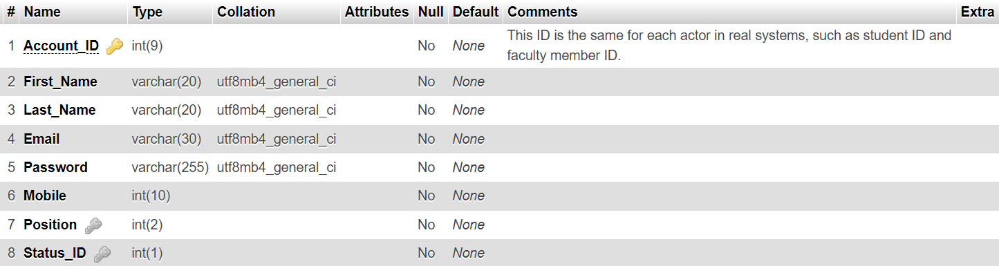 # Name Type Collation Attributes Null Default Comments Extra
1 Account_ID int(9) No None This ID is the same for each actor in real systems, such as student ID and
faculty member ID.
2 First_Name varchar(20) utf8mb4_general_ci No None
3 Last_Name varchar(20) utf8mb4_general_ci No None
4 Email varchar(30) utf8mb4_general_ci No None
5 Password varchar(255) utf8mb4_general_ci No None
6 Mobile int(10) No None
7 Position int(2) No None
8 Status_ID int(1) No None